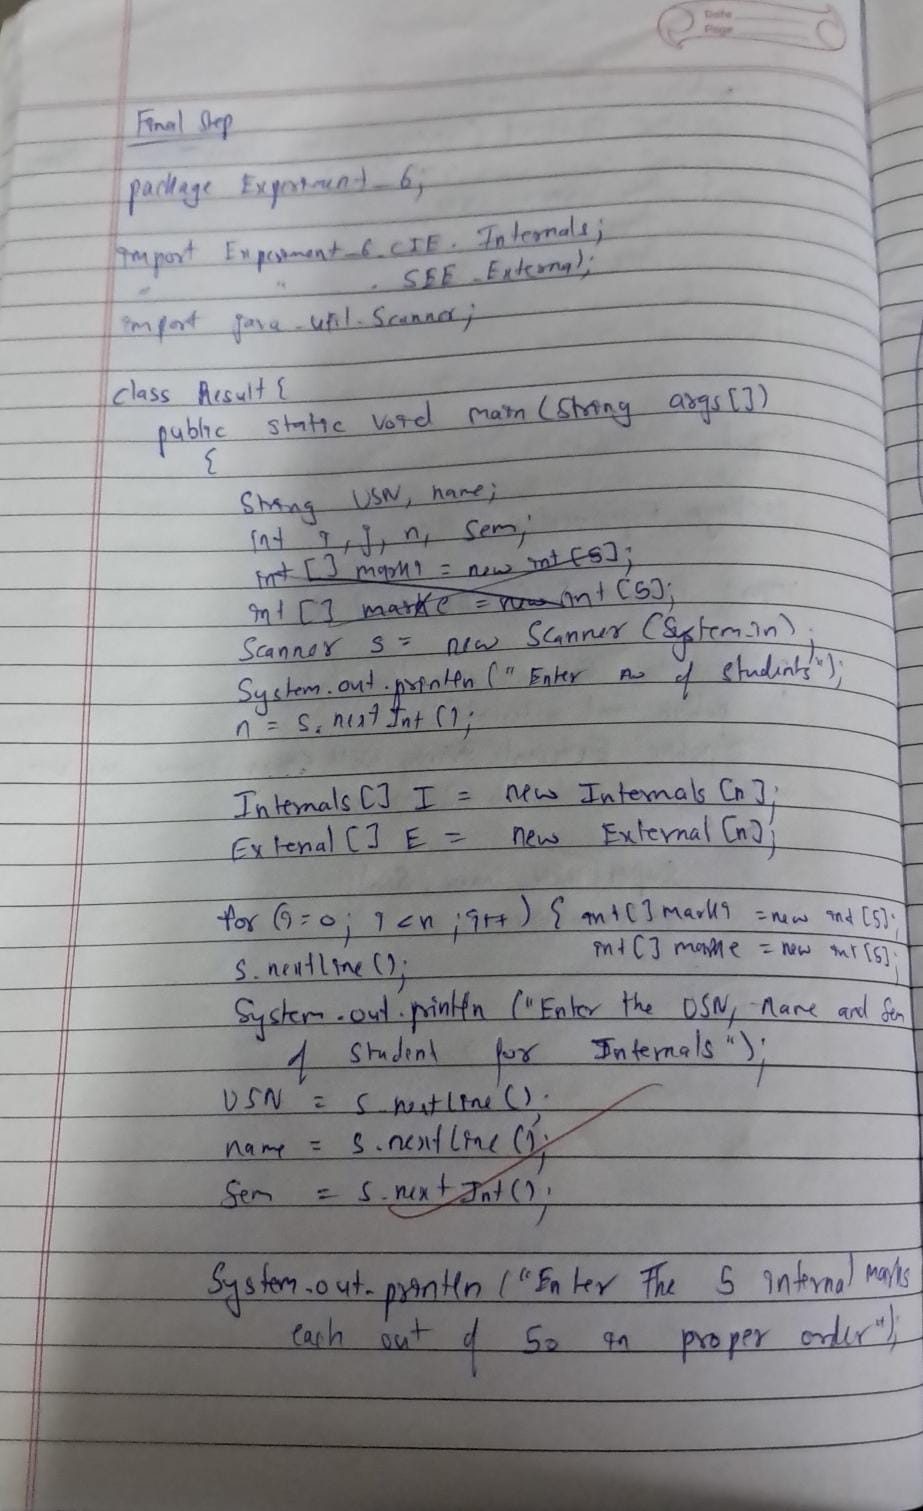 Date
Page
Final Step
package Experiment_6;
import Experiment_6.CIE.Internals;
" " . SEE.External;
import java.util.Scanner;
class Result {
public static void main (String args[])
{
String USN, name;
int i, j, n, sem;
int [] marki = new int [5];
int [] marke = new int [5];
Scanner s = new Scanner (System.in);
System.out.println (" Enter no of students");
n = s.nextInt ();
Internals [] I = new Internals [n];
Extenal [] E = new External [n];
for (i=0; i<n; i++) { int [] marki = new int [5];
int [] marke = new int [5];
s.nextline ();
System.out.println ("Enter the USN, name and sem
of student for Internals");
USN = s.nextline ();
name = s.nextline ();
sem = s.nextInt ();
System.out.println ("Enter The 5 internal marks
each out of 50 in proper order");